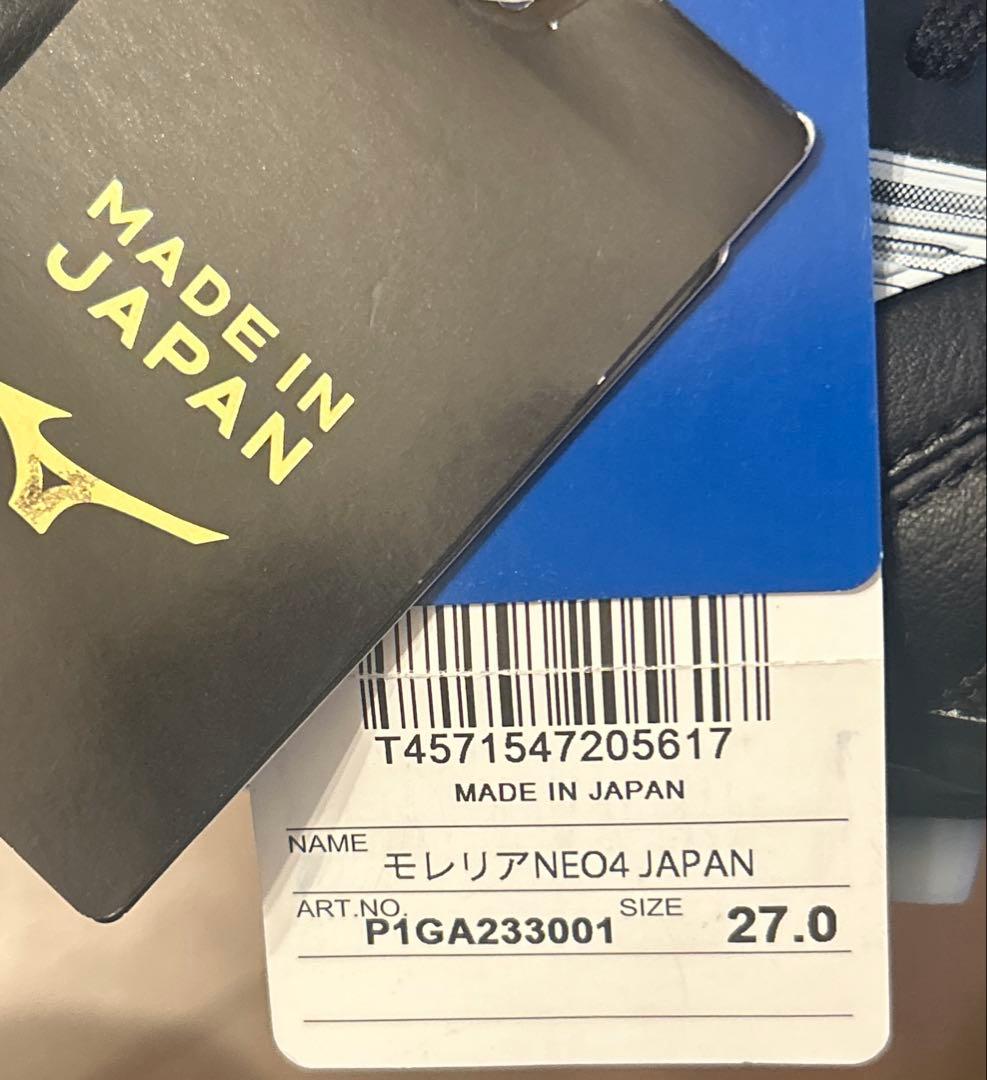 MADE IN
JAPAN
T4571547205617
MADE IN JAPAN
NAME
モレリアNEO4 JAPAN
ART.NO.
P1GA233001
SIZE
27.0